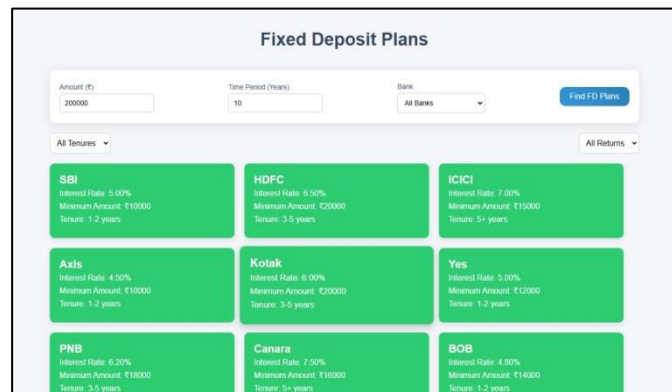 Fixed Deposit Plans
Amount (₹) Time Period (Years) Bank
200000 10 All Banks Find FD Plans
All Tenures All Returns
SBI HDFC ICICI
Interest Rate: 5.00% Interest Rate: 6.50% Interest Rate: 7.00%
Minimum Amount: ₹10000 Minimum Amount: ₹20000 Minimum Amount: ₹15000
Tenure: 1-2 years Tenure: 3-5 years Tenure: 5+ years
Axis Kotak Yes
Interest Rate: 4.50% Interest Rate: 6.00% Interest Rate: 5.00%
Minimum Amount: ₹10000 Minimum Amount: ₹20000 Minimum Amount: ₹12000
Tenure: 1-2 years Tenure: 3-5 years Tenure: 1-2 years
PNB Canara BOB
Interest Rate: 6.20% Interest Rate: 7.50% Interest Rate: 4.80%
Minimum Amount: ₹18000 Minimum Amount: ₹16000 Minimum Amount: ₹14000
Tenure: 3-5 years Tenure: 5+ years Tenure: 1-2 years